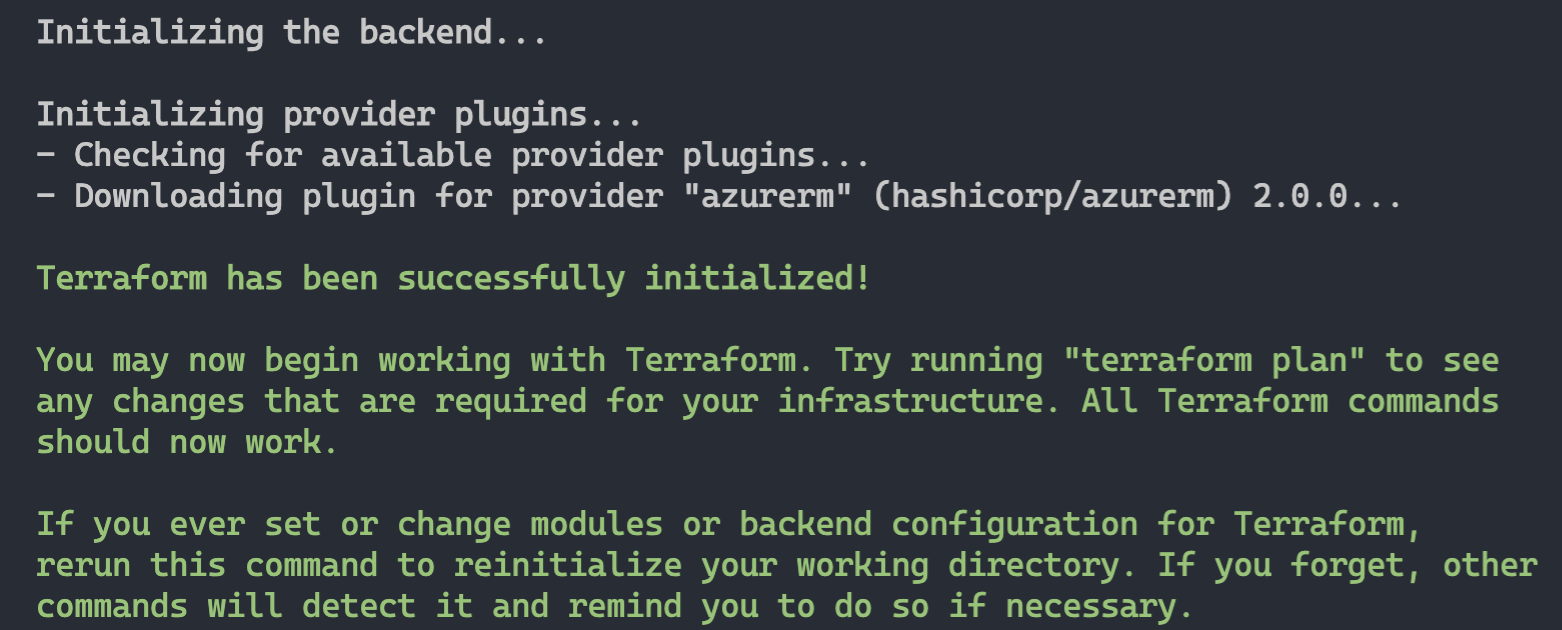 Initializing the backend...
Initializing provider plugins...
- Checking for available provider plugins...
- Downloading plugin for provider "azurerm" (hashicorp/azurerm) 2.0.0...
Terraform has been successfully initialized!
You may now begin working with Terraform. Try running "terraform plan" to see
any changes that are required for your infrastructure. All Terraform commands
should now work.
If you ever set or change modules or backend configuration for Terraform,
rerun this command to reinitialize your working directory. If you forget, other
commands will detect it and remind you to do so if necessary.